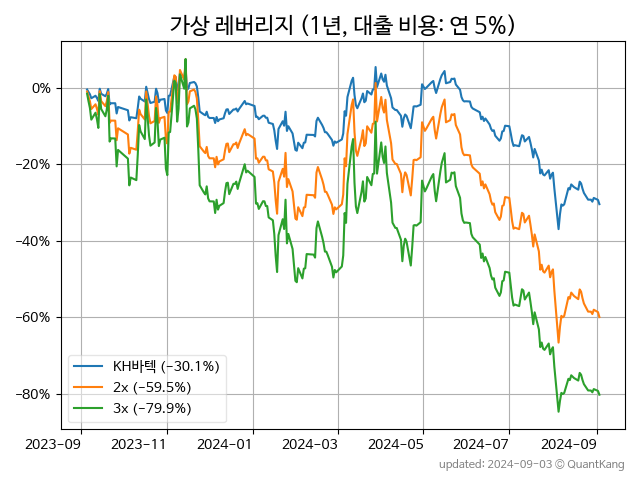 가상 레버리지 (1년, 대출 비용: 연 5%)
0%
−20%
−40%
−60%
−80%
KH바텍 (−30.1%)
2x (−59.5%)
3x (−79.9%)
2023-09 2023-11 2024-01 2024-03 2024-05 2024-07 2024-09
updated: 2024-09-03 © QuantKang